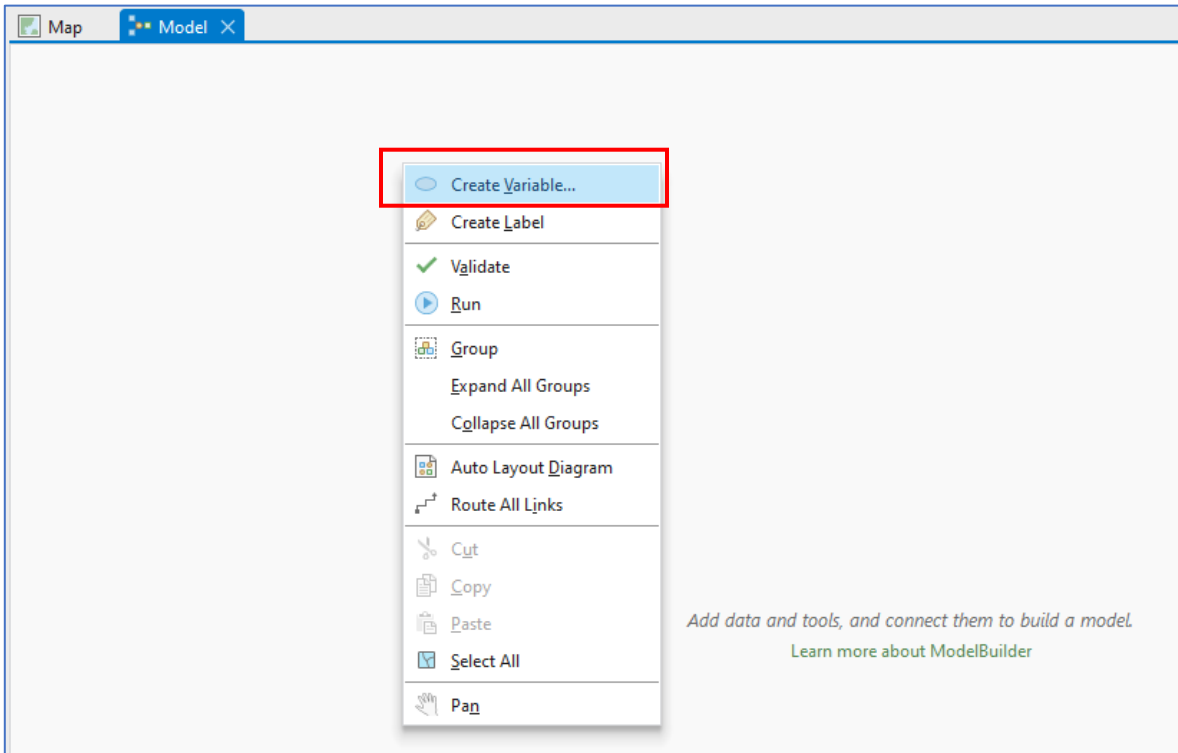 Map
Model
Create Variable...
Create Label
Validate
Run
Group
Expand All Groups
Collapse All Groups
Auto Layout Diagram
Route All Links
Cut
Copy
Paste
Add data and tools, and connect them to build a model.
Learn more about ModelBuilder
Select All
Pan